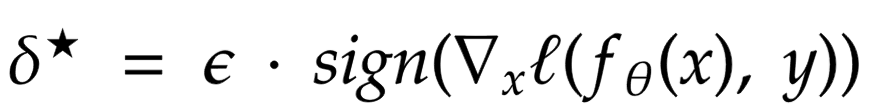 δ★ = ϵ · sign(∇ₓℓ(f_θ(x), y))